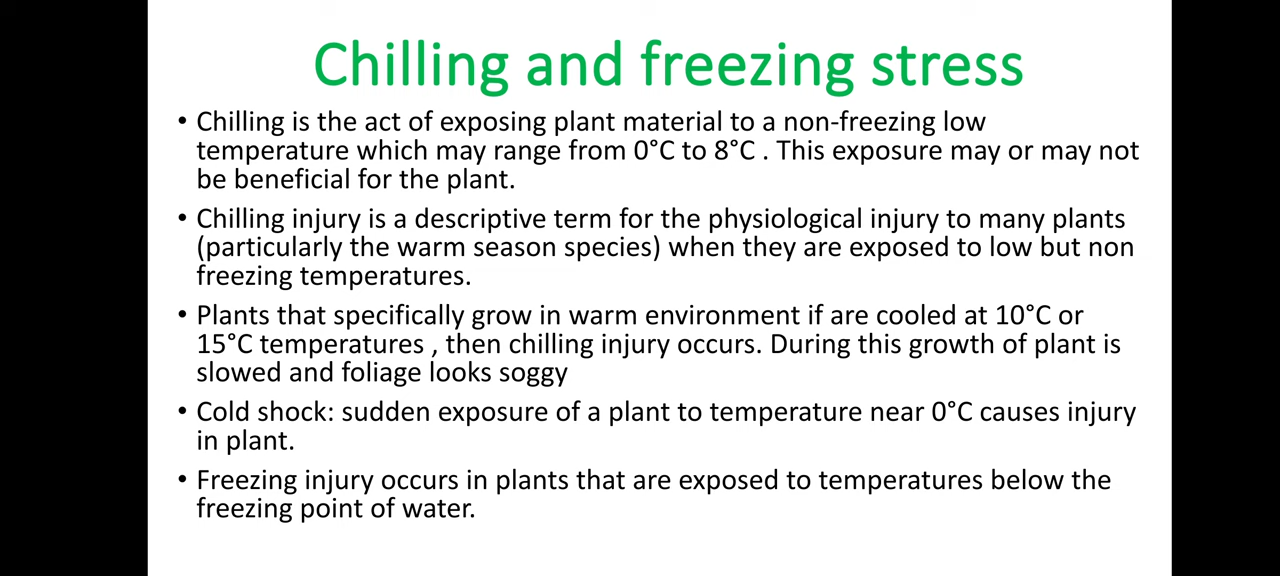 Chilling and freezing stress
• Chilling is the act of exposing plant material to a non-freezing low
temperature which may range from 0°C to 8°C . This exposure may or may not
be beneficial for the plant.
• Chilling injury is a descriptive term for the physiological injury to many plants
(particularly the warm season species) when they are exposed to low but non
freezing temperatures.
• Plants that specifically grow in warm environment if are cooled at 10°C or
15°C temperatures , then chilling injury occurs. During this growth of plant is
slowed and foliage looks soggy
• Cold shock: sudden exposure of a plant to temperature near 0°C causes injury
in plant.
• Freezing injury occurs in plants that are exposed to temperatures below the
freezing point of water.